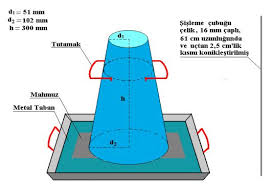 d₁ = 51 mm
d₂ = 102 mm
h = 300 mm
Tutamak
Mahmuz
Metal Taban
d₁
h
d₂
Şişleme çubuğu
çelik, 16 mm çaplı,
61 cm uzunluğunda
ve uçtan 2,5 cm'lik
kısmı konikleştirilmiş